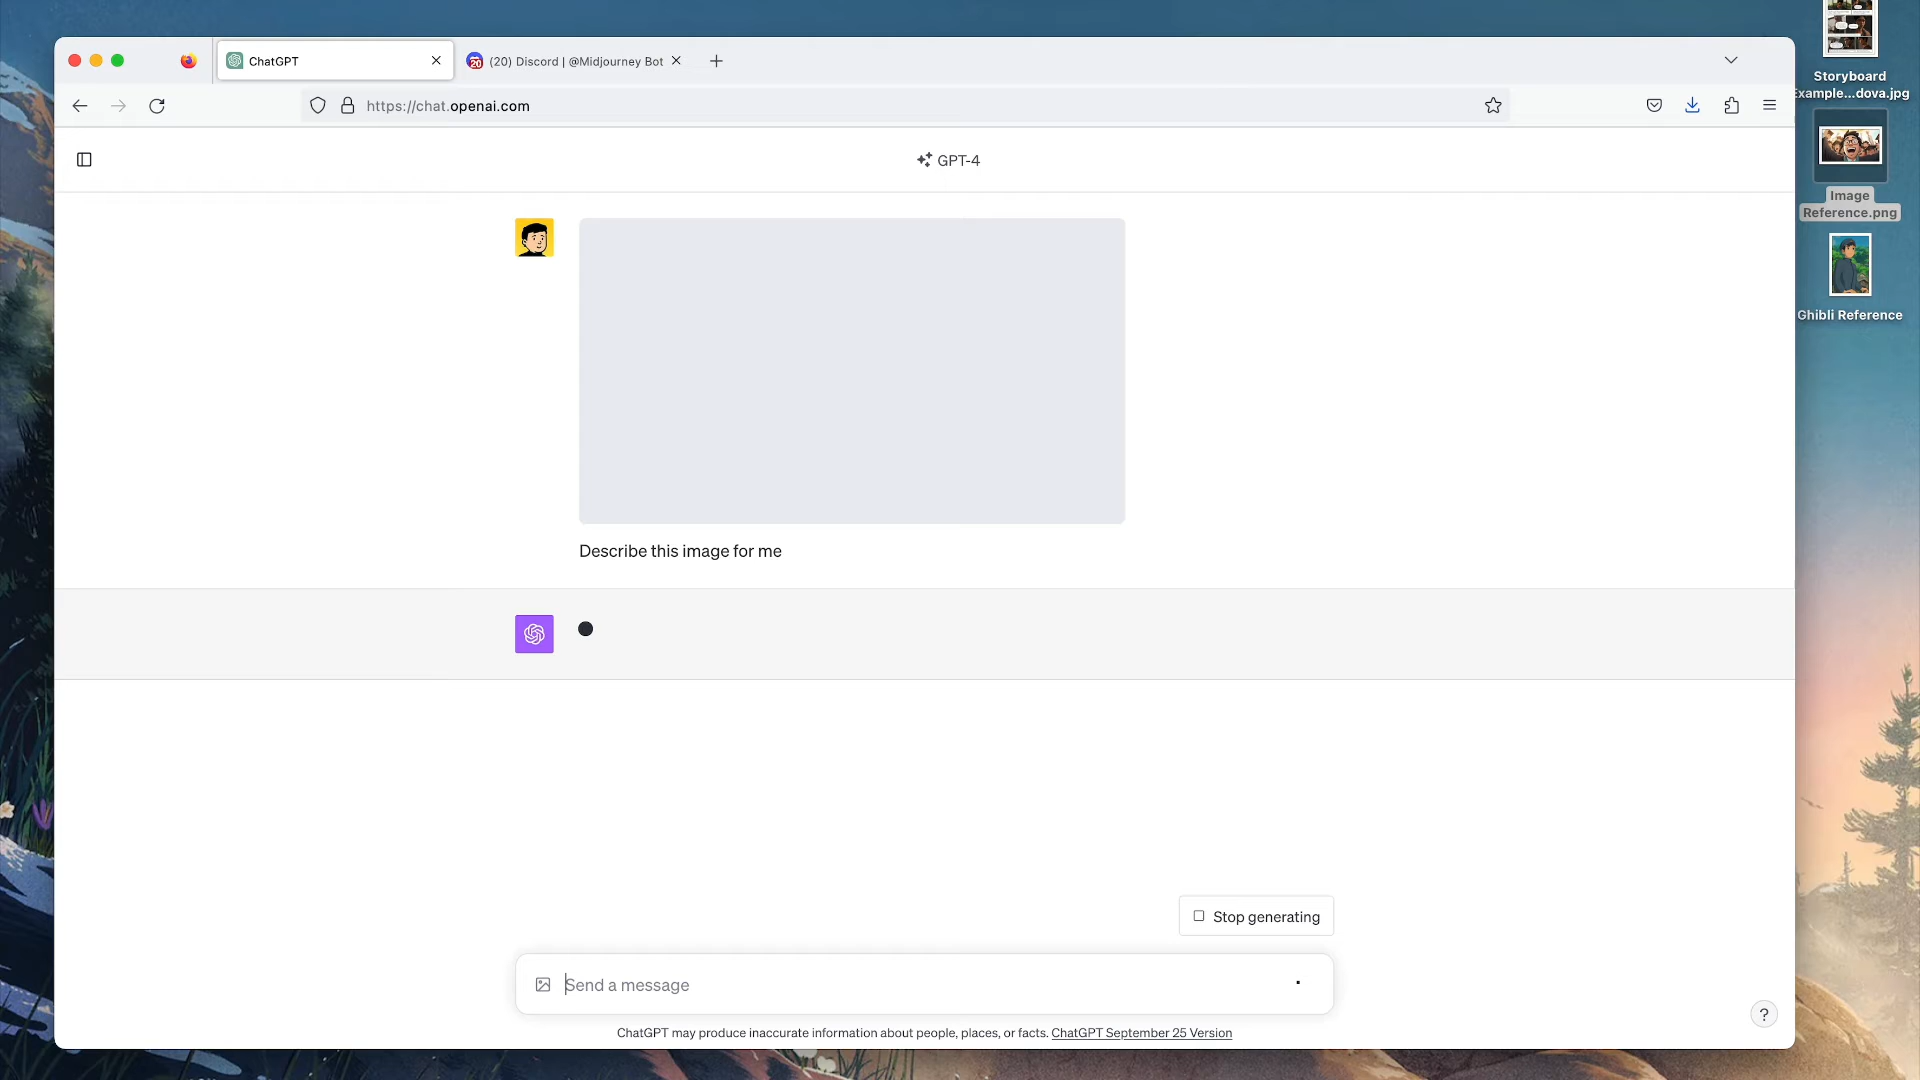 ChatGPT
(20) Discord | @Midjourney Bot
https://chat.openai.com
GPT-4
Describe this image for me
Stop generating
Send a message
ChatGPT may produce inaccurate information about people, places, or facts. ChatGPT September 25 Version
?
Storyboard
Example...dova.jpg
Image
Reference.png
Ghibli Reference